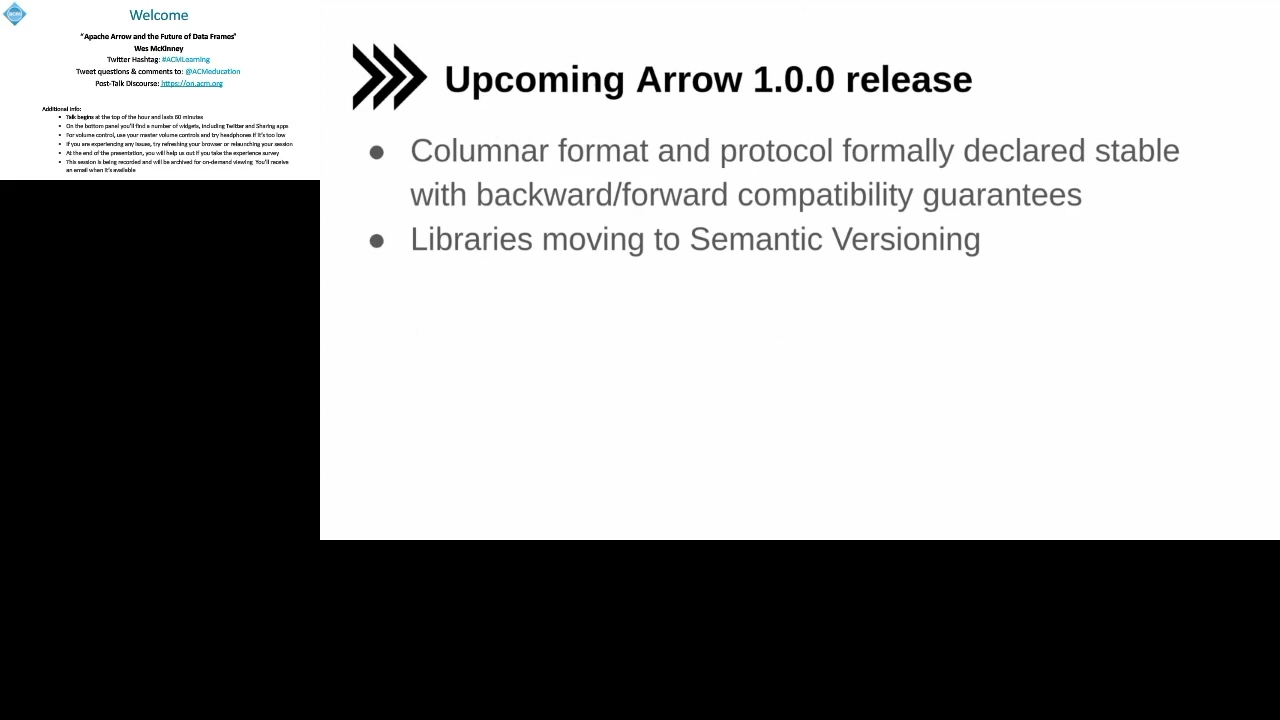 acm
Welcome
"Apache Arrow and the Future of Data Frames"
Wes McKinney
Twitter Hashtag: #ACMLearning
Tweet questions & comments to: @ACMeducation
Post-Talk Discourse: https://on.acm.org
Additional Info:
• Talk begins at the top of the hour and lasts 60 minutes
• On the bottom panel you'll find a number of widgets, including Twitter and Sharing apps
• For volume control, use your master volume controls and try headphones if it's too low
• If you are experiencing any issues, try refreshing your browser or relaunching your session
• At the end of the presentation, you will help us out if you take the experience survey
• This session is being recorded and will be archived for on-demand viewing You'll receive
an email when it's available
Upcoming Arrow 1.0.0 release
● Columnar format and protocol formally declared stable
with backward/forward compatibility guarantees
● Libraries moving to Semantic Versioning